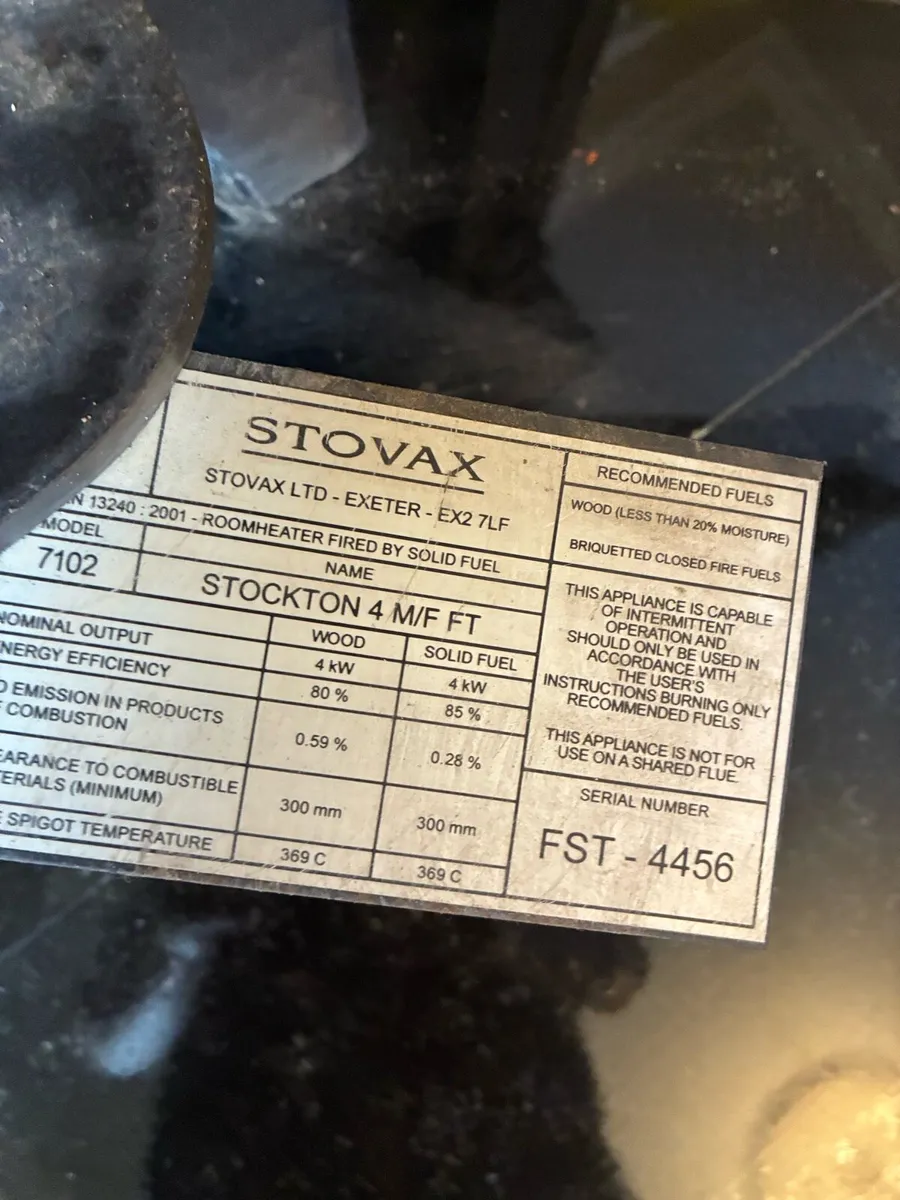 STOVAX
STOVAX LTD - EXETER - EX2 7LF
13240 : 2001 - ROOMHEATER FIRED BY SOLID FUEL
MODEL
NAME
7102
STOCKTON 4 M/F FT
WOOD
SOLID FUEL
NOMINAL OUTPUT
4 kW
4 kW
ENERGY EFFICIENCY
80 %
85 %
EMISSION IN PRODUCTS
COMBUSTION
0.59 %
0.28 %
TO COMBUSTIBLE
(MINIMUM)
300 mm
300 mm
SPIGOT TEMPERATURE
369 C
369 C
RECOMMENDED FUELS
WOOD (LESS THAN 20% MOISTURE)
BRIQUETTED CLOSED FIRE FUELS
THIS APPLIANCE IS CAPABLE
OF INTERMITTENT
OPERATION AND
SHOULD ONLY BE USED IN
ACCORDANCE WITH
THE USER'S
INSTRUCTIONS BURNING ONLY
RECOMMENDED FUELS.
THIS APPLIANCE IS NOT FOR
USE ON A SHARED FLUE.
SERIAL NUMBER
FST - 4456